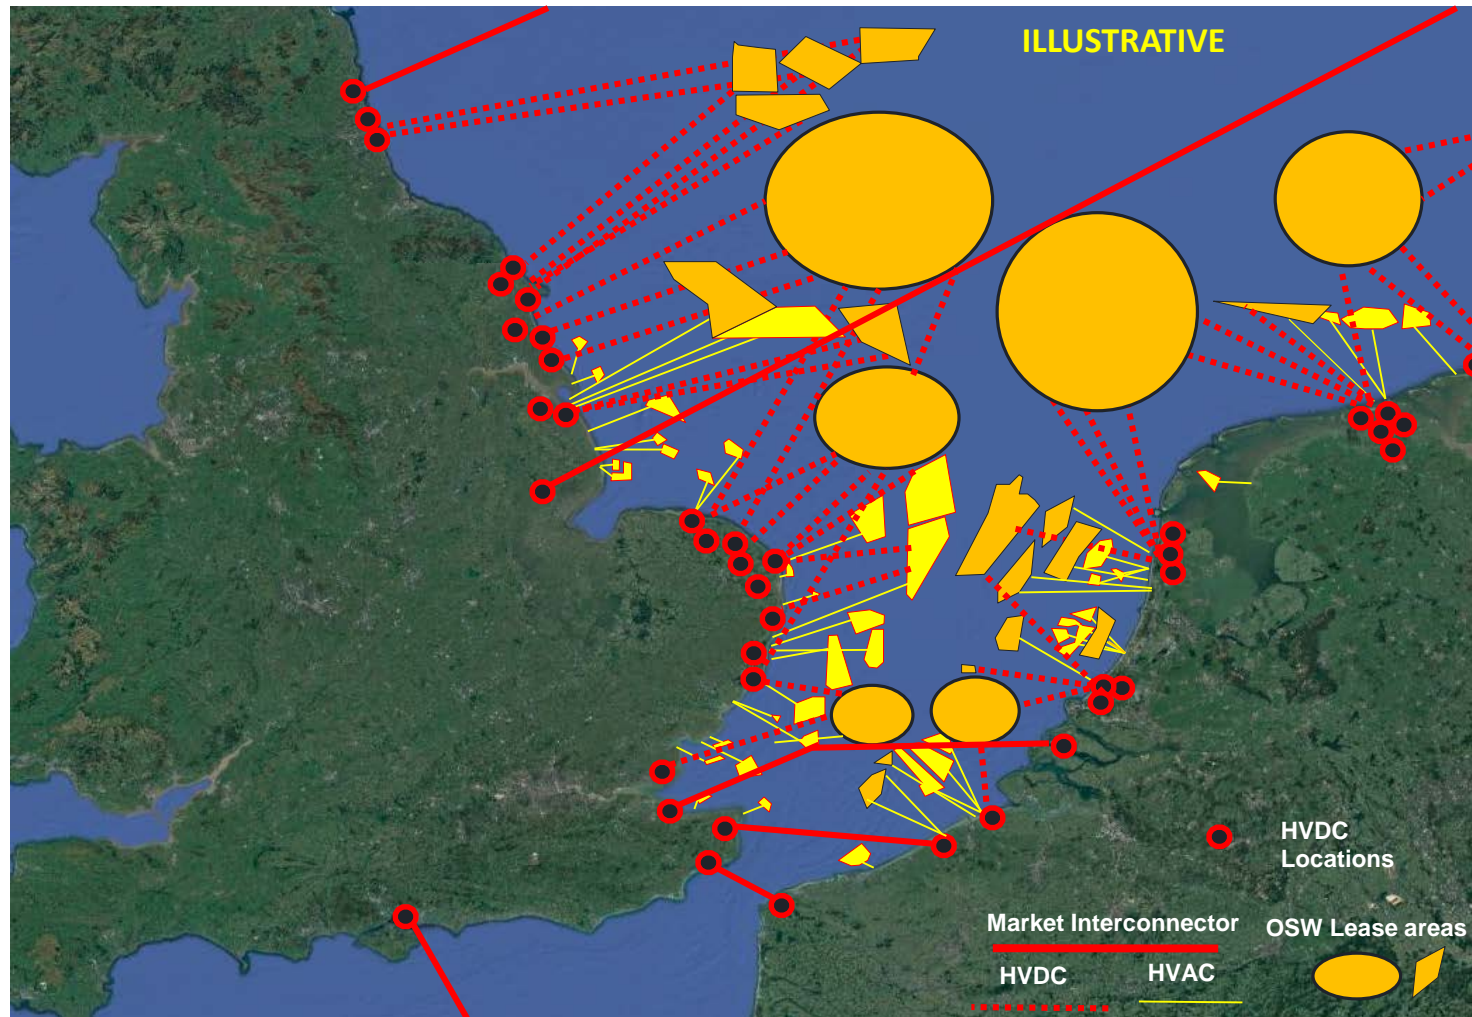 ILLUSTRATIVE
HVDC
Locations
Market Interconnector
OSW Lease areas
HVDC
HVAC